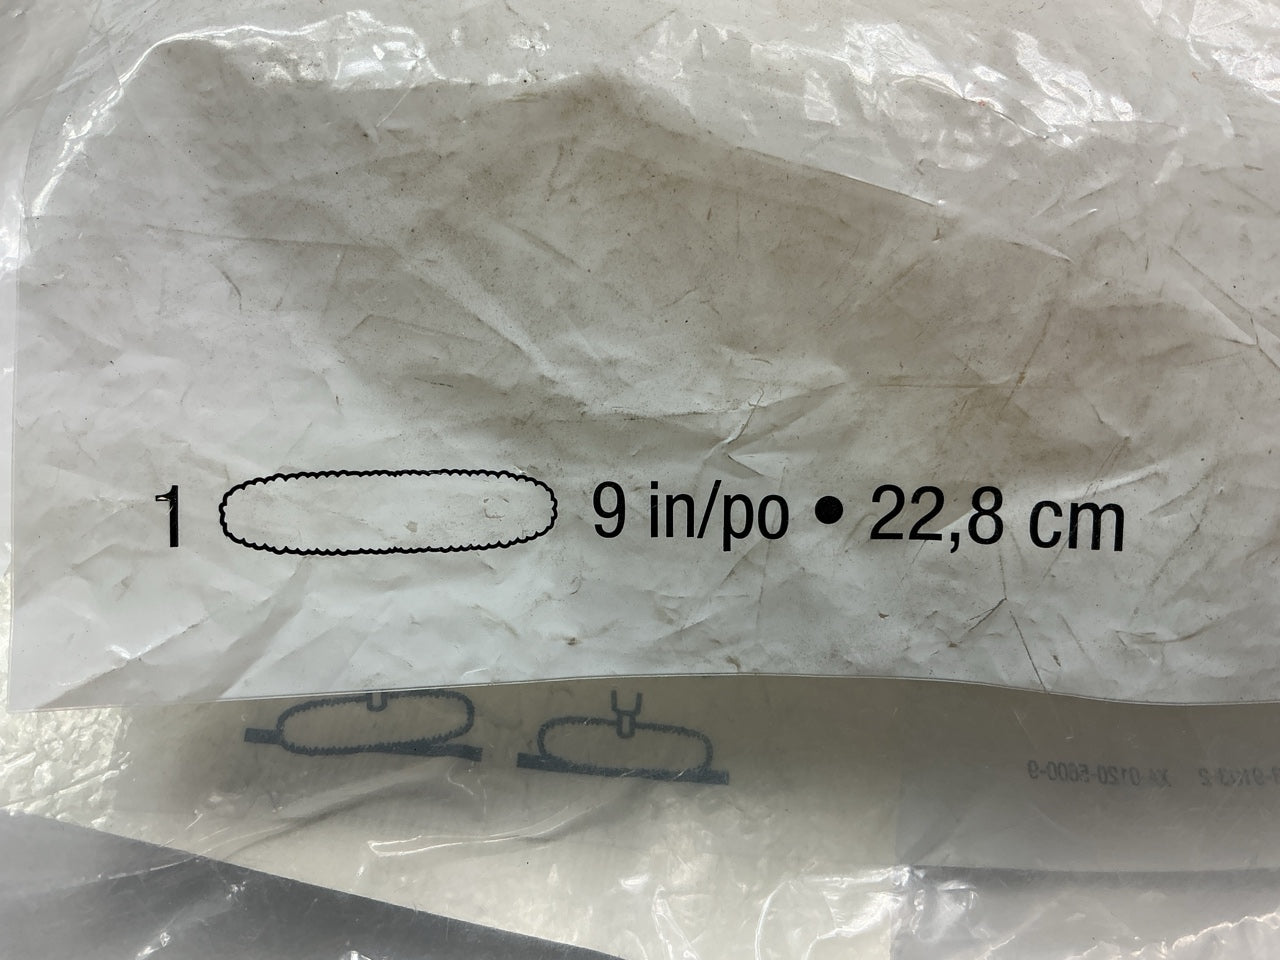 1 9 in/po • 22,8 cm